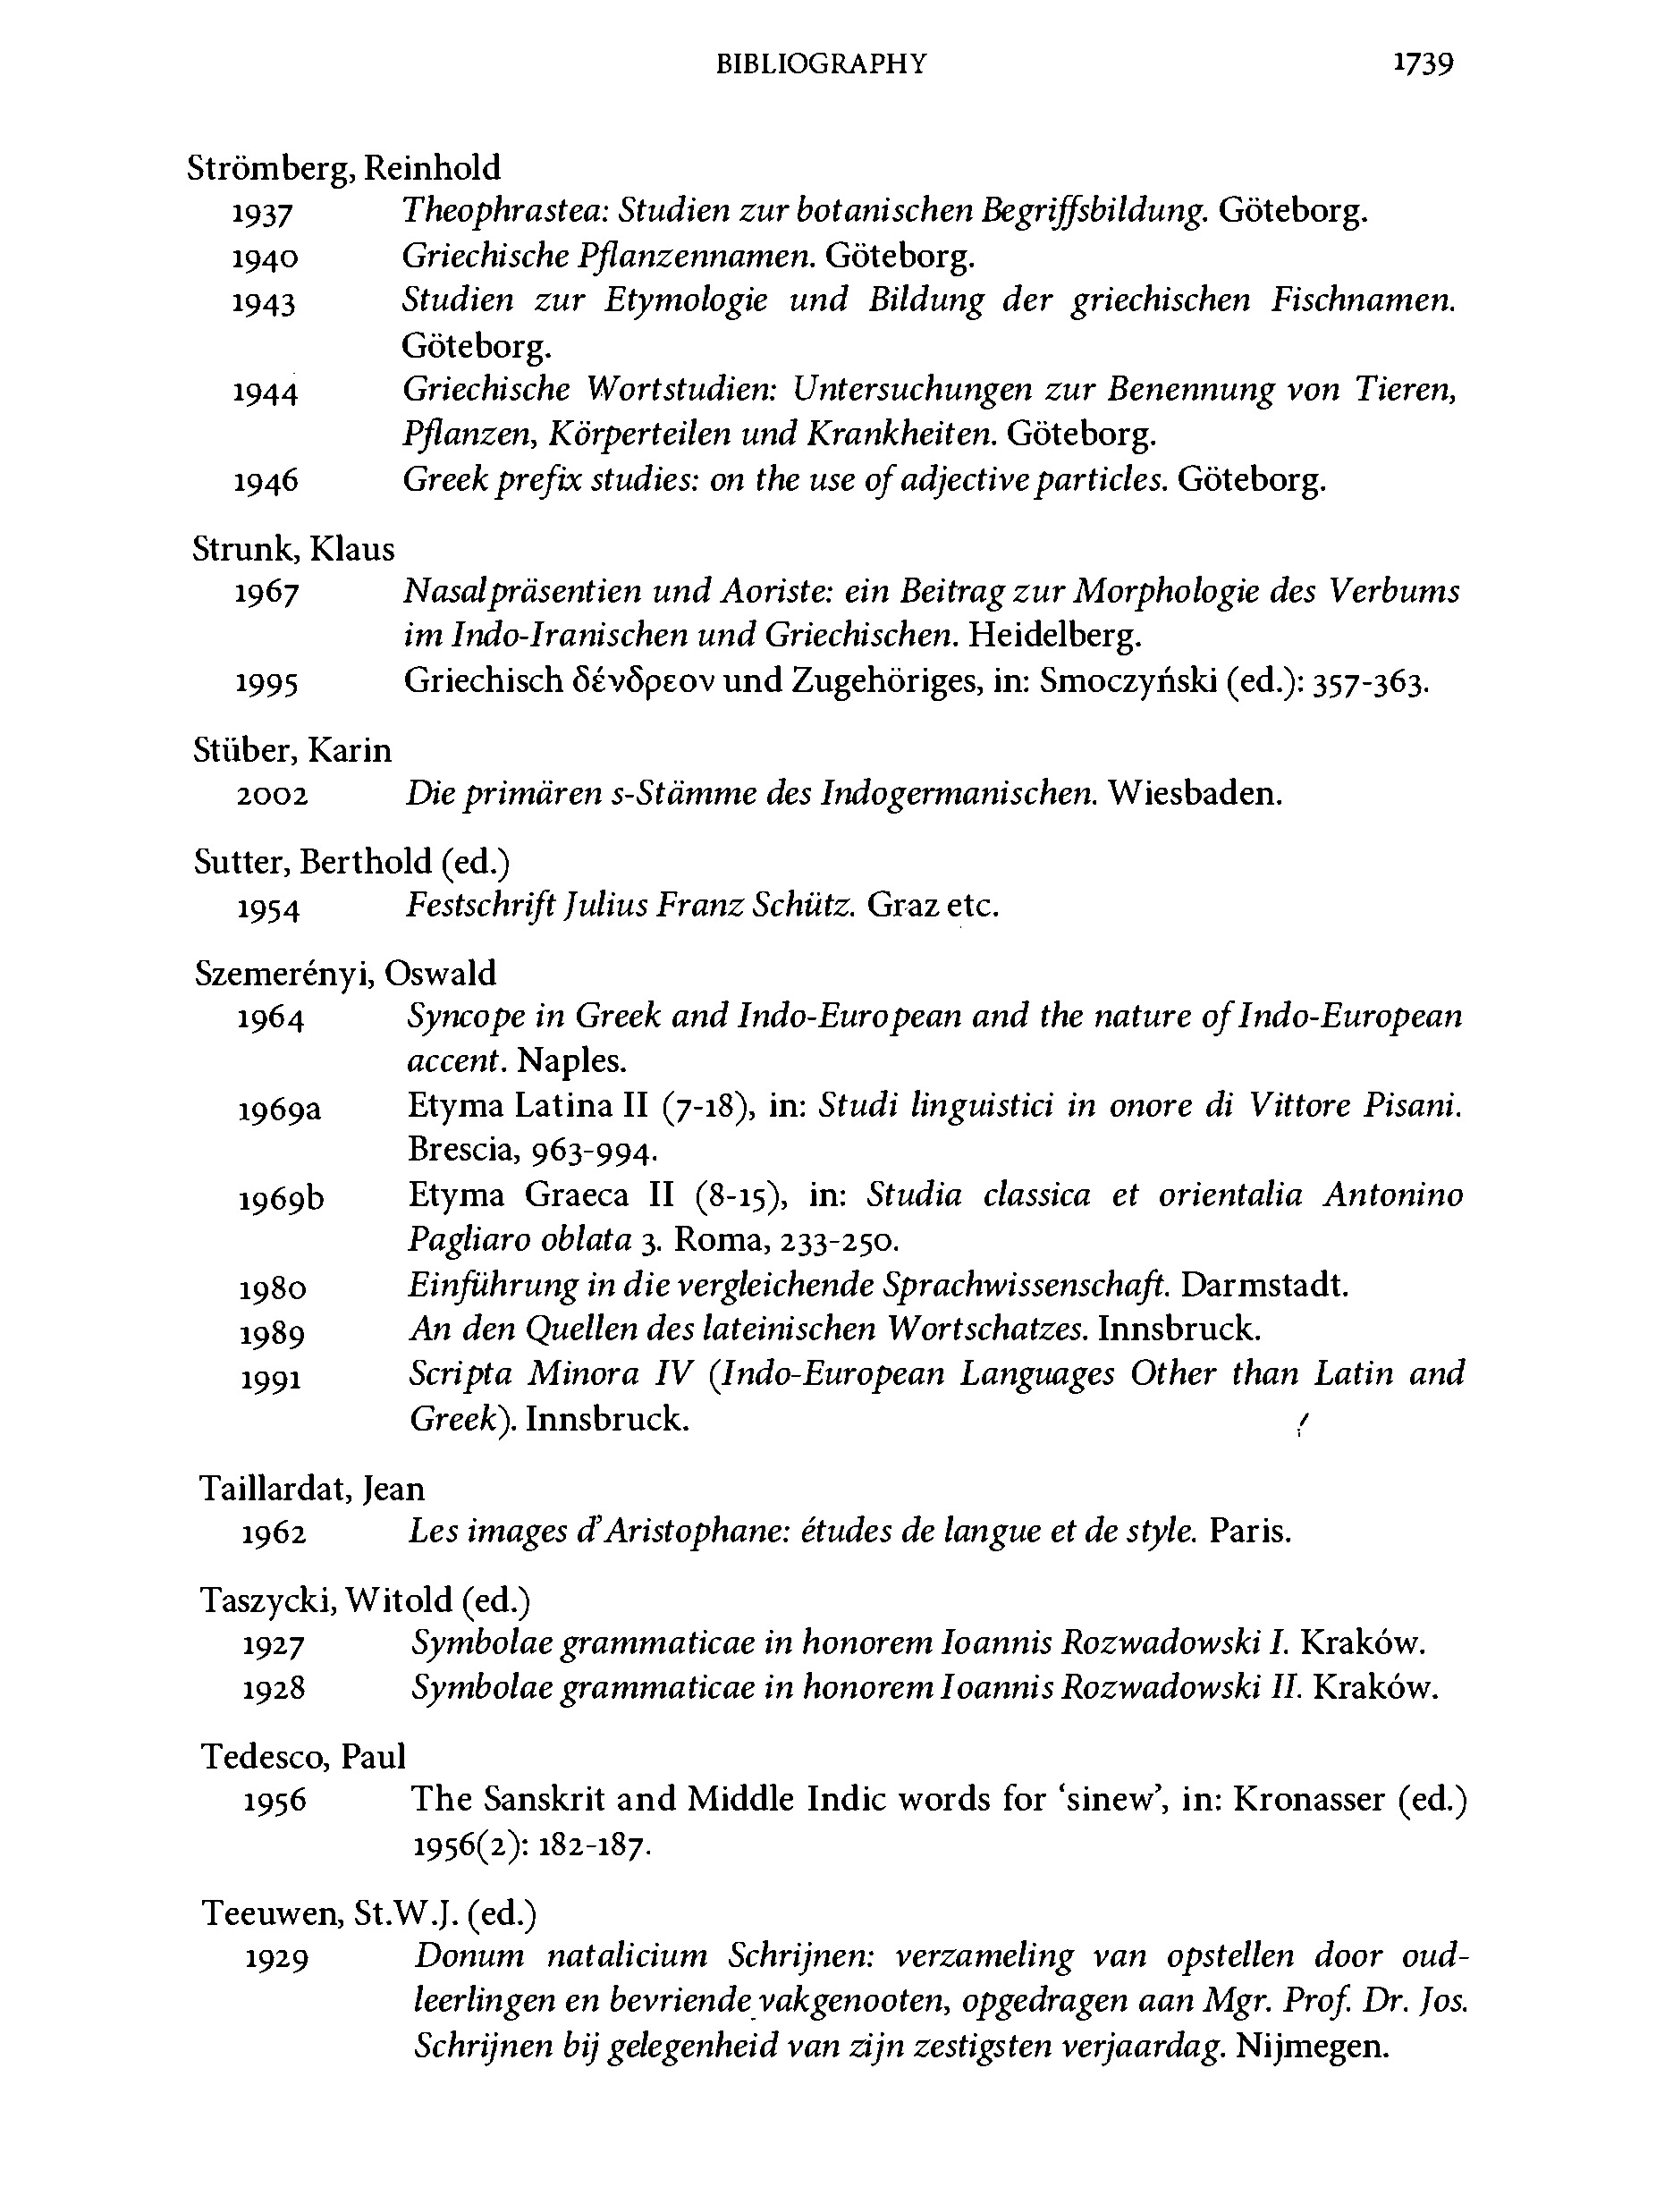 BIBLIOGRAPHY 1739
Strömberg, Reinhold
1937 Theophrastea: Studien zur botanischen Begriffsbildung. Göteborg.
1940 Griechische Pflanzennamen. Göteborg.
1943 Studien zur Etymologie und Bildung der griechischen Fischnamen.
Göteborg.
1944 Griechische Wortstudien: Untersuchungen zur Benennung von Tieren,
Pflanzen, Körperteilen und Krankheiten. Göteborg.
1946 Greek prefix studies: on the use of adjective particles. Göteborg.
Strunk, Klaus
1967 Nasalpräsentien und Aoriste: ein Beitrag zur Morphologie des Verbums
im Indo-Iranischen und Griechischen. Heidelberg.
1995 Griechisch δένδρεον und Zugehöriges, in: Smoczyński (ed.): 357-363.
Stüber, Karin
2002 Die primären s-Stämme des Indogermanischen. Wiesbaden.
Sutter, Berthold (ed.)
1954 Festschrift Julius Franz Schütz. Graz etc.
Szemerényi, Oswald
1964 Syncope in Greek and Indo-European and the nature of Indo-European
accent. Naples.
1969a Etyma Latina II (7-18), in: Studi linguistici in onore di Vittore Pisani.
Brescia, 963-994.
1969b Etyma Graeca II (8-15), in: Studia classica et orientalia Antonino
Pagliaro oblata 3. Roma, 233-250.
1980 Einführung in die vergleichende Sprachwissenschaft. Darmstadt.
1989 An den Quellen des lateinischen Wortschatzes. Innsbruck.
1991 Scripta Minora IV (Indo-European Languages Other than Latin and
Greek). Innsbruck.
Taillardat, Jean
1962 Les images d'Aristophane: études de langue et de style. Paris.
Taszycki, Witold (ed.)
1927 Symbolae grammaticae in honorem Ioannis Rozwadowski I. Kraków.
1928 Symbolae grammaticae in honorem Ioannis Rozwadowski II. Kraków.
Tedesco, Paul
1956 The Sanskrit and Middle Indic words for ‘sinew’, in: Kronasser (ed.)
1956(2): 182-187.
Teeuwen, St.W.J. (ed.)
1929 Donum natalicium Schrijnen: verzameling van opstellen door oud-
leerlingen en bevriende vakgenooten, opgedragen aan Mgr. Prof. Dr. Jos.
Schrijnen bij gelegenheid van zijn zestigsten verjaardag. Nijmegen.